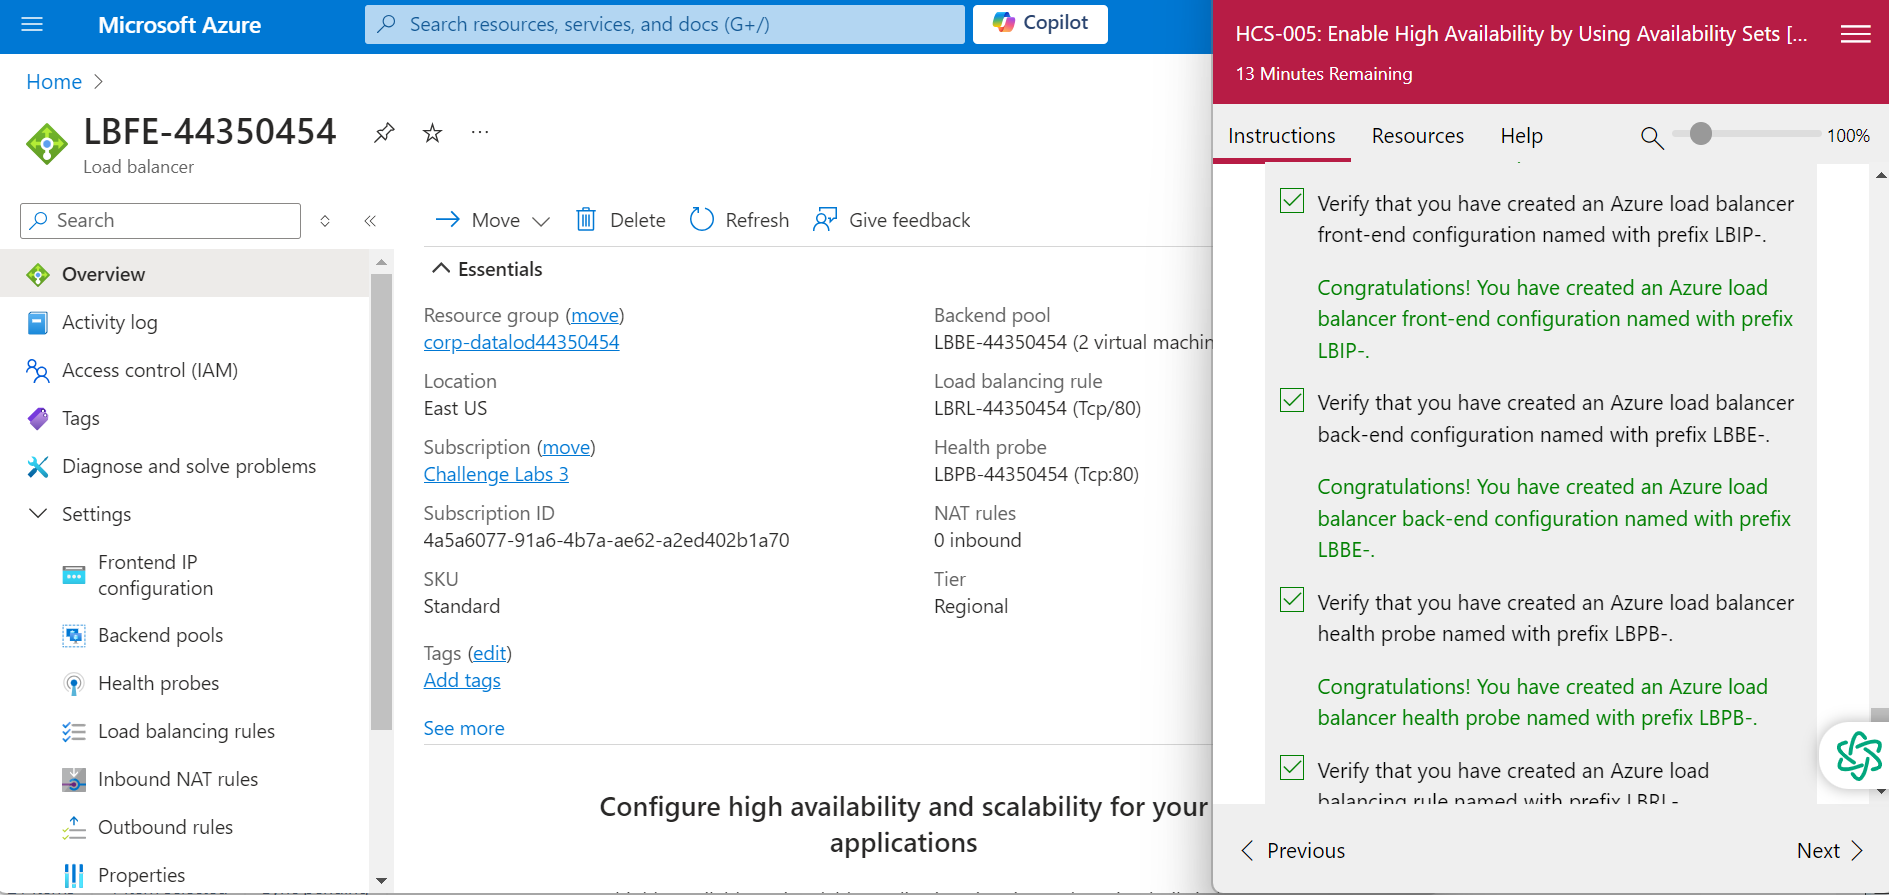 Microsoft Azure
Search resources, services, and docs (G+/)
Copilot
Home
LBFE-44350454
Load balancer
Search
Move
Delete
Refresh
Give feedback
Overview
Activity log
Access control (IAM)
Tags
Diagnose and solve problems
Settings
Frontend IP
configuration
Backend pools
Health probes
Load balancing rules
Inbound NAT rules
Outbound rules
Properties
Essentials
Resource group (move)
corp-datalod44350454
Location
East US
Subscription (move)
Challenge Labs 3
Subscription ID
4a5a6077-91a6-4b7a-ae62-a2ed402b1a70
SKU
Standard
Tags (edit)
Add tags
See more
Backend pool
LBBE-44350454 (2 virtual machin
Load balancing rule
LBRL-44350454 (Tcp/80)
Health probe
LBPB-44350454 (Tcp:80)
NAT rules
0 inbound
Tier
Regional
Configure high availability and scalability for your
applications
HCS-005: Enable High Availability by Using Availability Sets [...
13 Minutes Remaining
Instructions
Resources
Help
100%
Verify that you have created an Azure load balancer
front-end configuration named with prefix LBIP-.
Congratulations! You have created an Azure load
balancer front-end configuration named with prefix
LBIP-.
Verify that you have created an Azure load balancer
back-end configuration named with prefix LBBE-.
Congratulations! You have created an Azure load
balancer back-end configuration named with prefix
LBBE-.
Verify that you have created an Azure load balancer
health probe named with prefix LBPB-.
Congratulations! You have created an Azure load
balancer health probe named with prefix LBPB-.
Verify that you have created an Azure load
balancing rule named with prefix LBRL-
Previous
Next